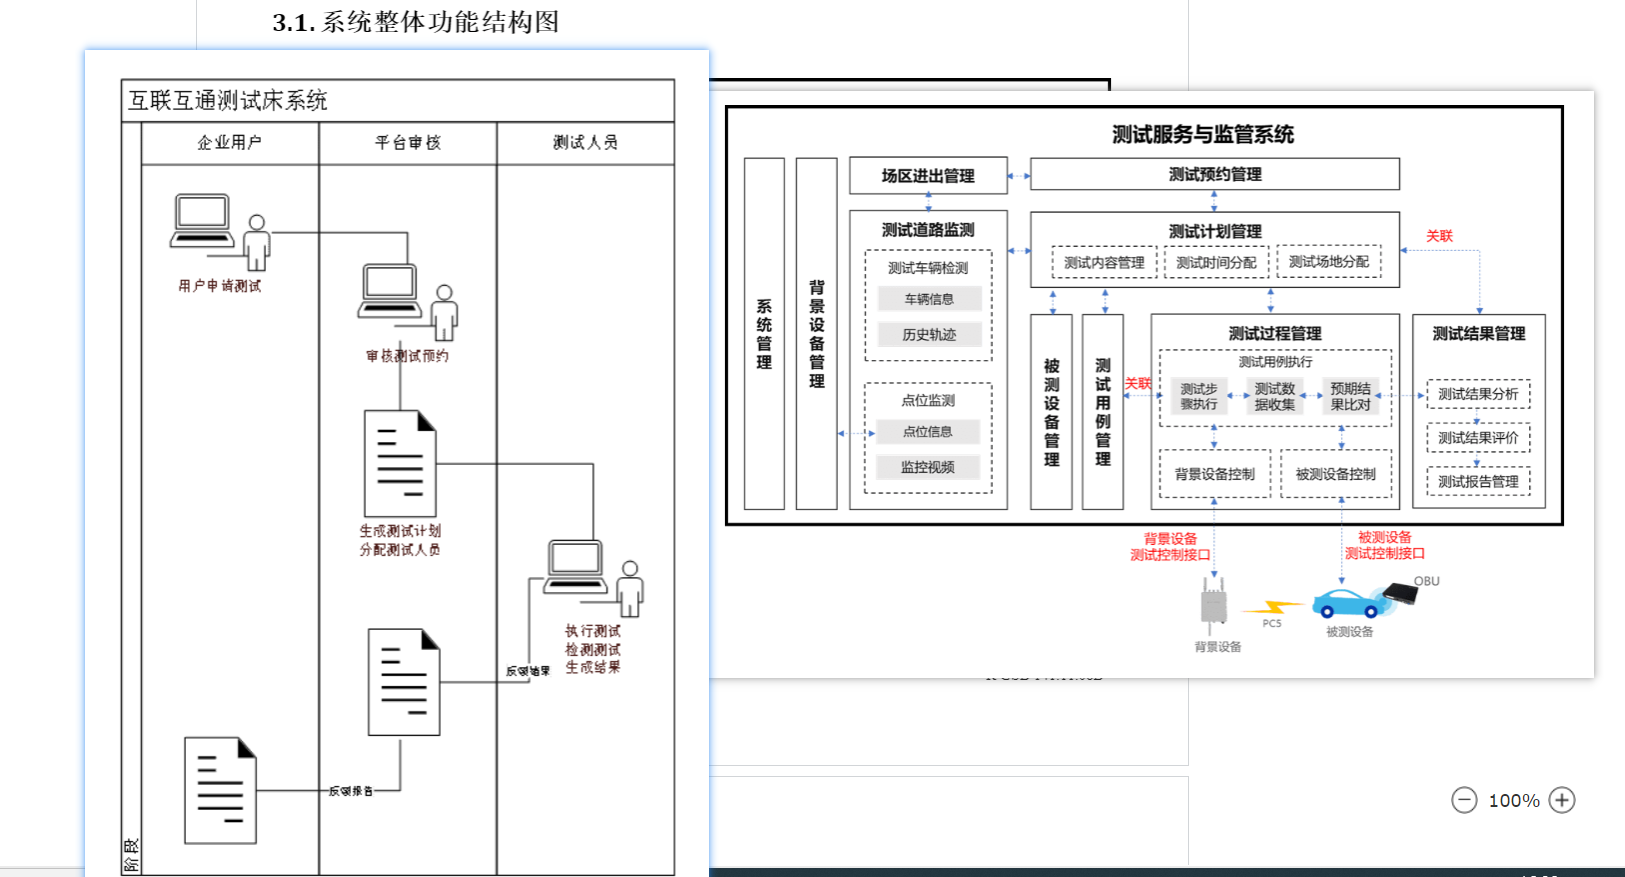 3.1. 系统整体功能结构图
互联互通测试床系统
企业用户
平台审核
测试人员
用户申请测试
审核测试预约
生成测试计划
分配测试人员
执行测试
检测测试
生成结果
反馈结果
反馈报告
阶段
测试服务与监管系统
系统管理
背景设备管理
场区进出管理
测试预约管理
测试道路监测
测试车辆检测
车辆信息
历史轨迹
点位监测
点位信息
监控视频
测试计划管理
测试内容管理
测试时间分配
测试场地分配
关联
被测设备管理
测试用例管理
关联
测试过程管理
测试用例执行
测试步
骤执行
测试数
据收集
预期结
果比对
背景设备控制
被测设备控制
测试结果管理
测试结果分析
测试结果评价
测试报告管理
背景设备
测试控制接口
被测设备
测试控制接口
OBU
PC5
背景设备
被测设备
100%